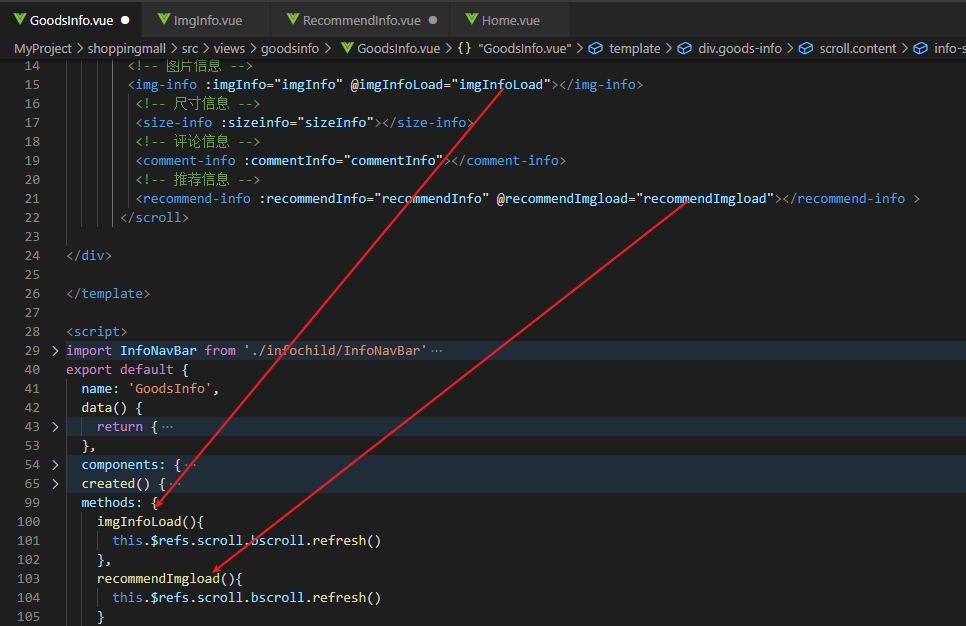 GoodsInfo.vue ImgInfo.vue RecommendInfo.vue Home.vue
MyProject > shoppingmall > src > views > goodsinfo > GoodsInfo.vue > {} "GoodsInfo.vue" > template > div.goods-info > scroll.content > info-s
14 <!-- 图片信息 -->
15 <img-info :imgInfo="imgInfo" @imgInfoLoad="imgInfoLoad"></img-info>
16 <!-- 尺寸信息 -->
17 <size-info :sizeinfo="sizeInfo"></size-info>
18 <!-- 评论信息 -->
19 <comment-info :commentInfo="commentInfo"></comment-info>
20 <!-- 推荐信息 -->
21 <recommend-info :recommendInfo="recommendInfo" @recommendImgload="recommendImgload"></recommend-info >
22 </scroll>
23
24 </div>
25
26 </template>
27
28 <script>
29 > import InfoNavBar from './infochild/InfoNavBar' ···
40 export default {
41 name: 'GoodsInfo',
42 data() {
43 > return { ···
53 },
54 > components: { ···
65 > created() { ···
99 methods: {
100 imgInfoLoad(){
101 this.$refs.scroll.bscroll.refresh()
102 },
103 recommendImgload(){
104 this.$refs.scroll.bscroll.refresh()
105 }